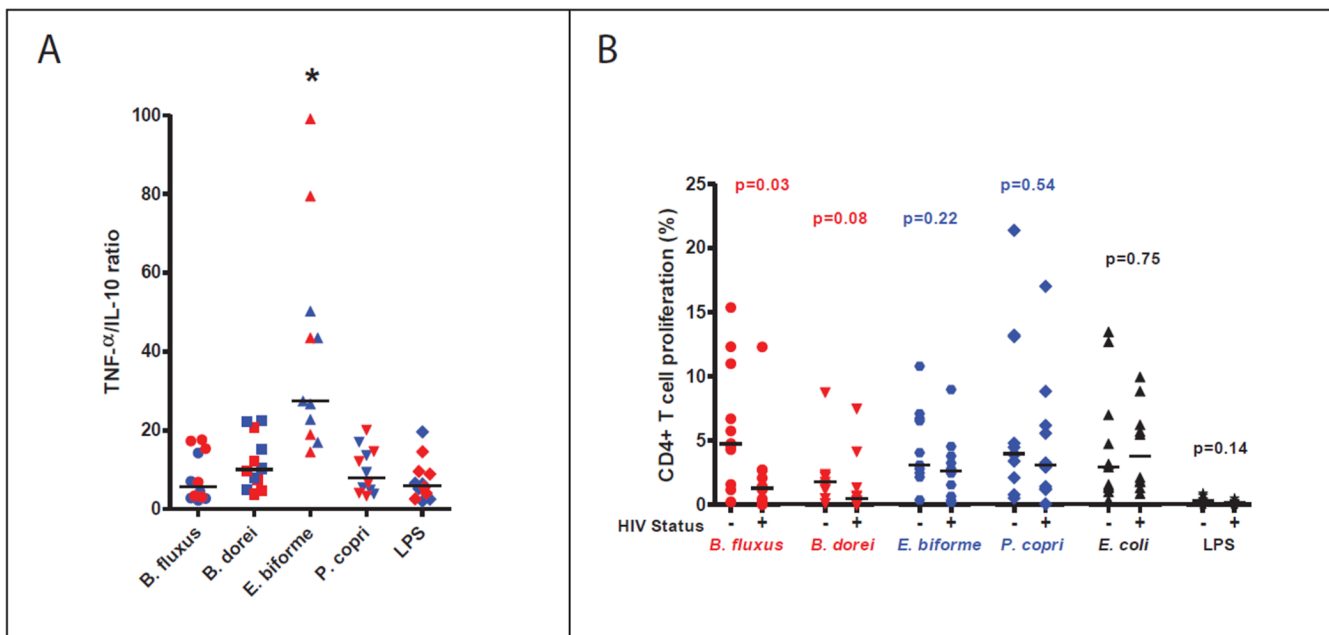 A
*
TNF-α/IL-10 ratio
100
80
60
40
20
0
B. fluxus
B. dorei
E. biforme
P. copri
LPS
B
CD4+ T cell proliferation (%)
25
20
15
10
5
0
p=0.03
p=0.08
p=0.22
p=0.54
p=0.75
p=0.14
HIV Status - + - + - + - + - + - +
B. fluxus B. dorei E. biforme P. copri E. coli LPS